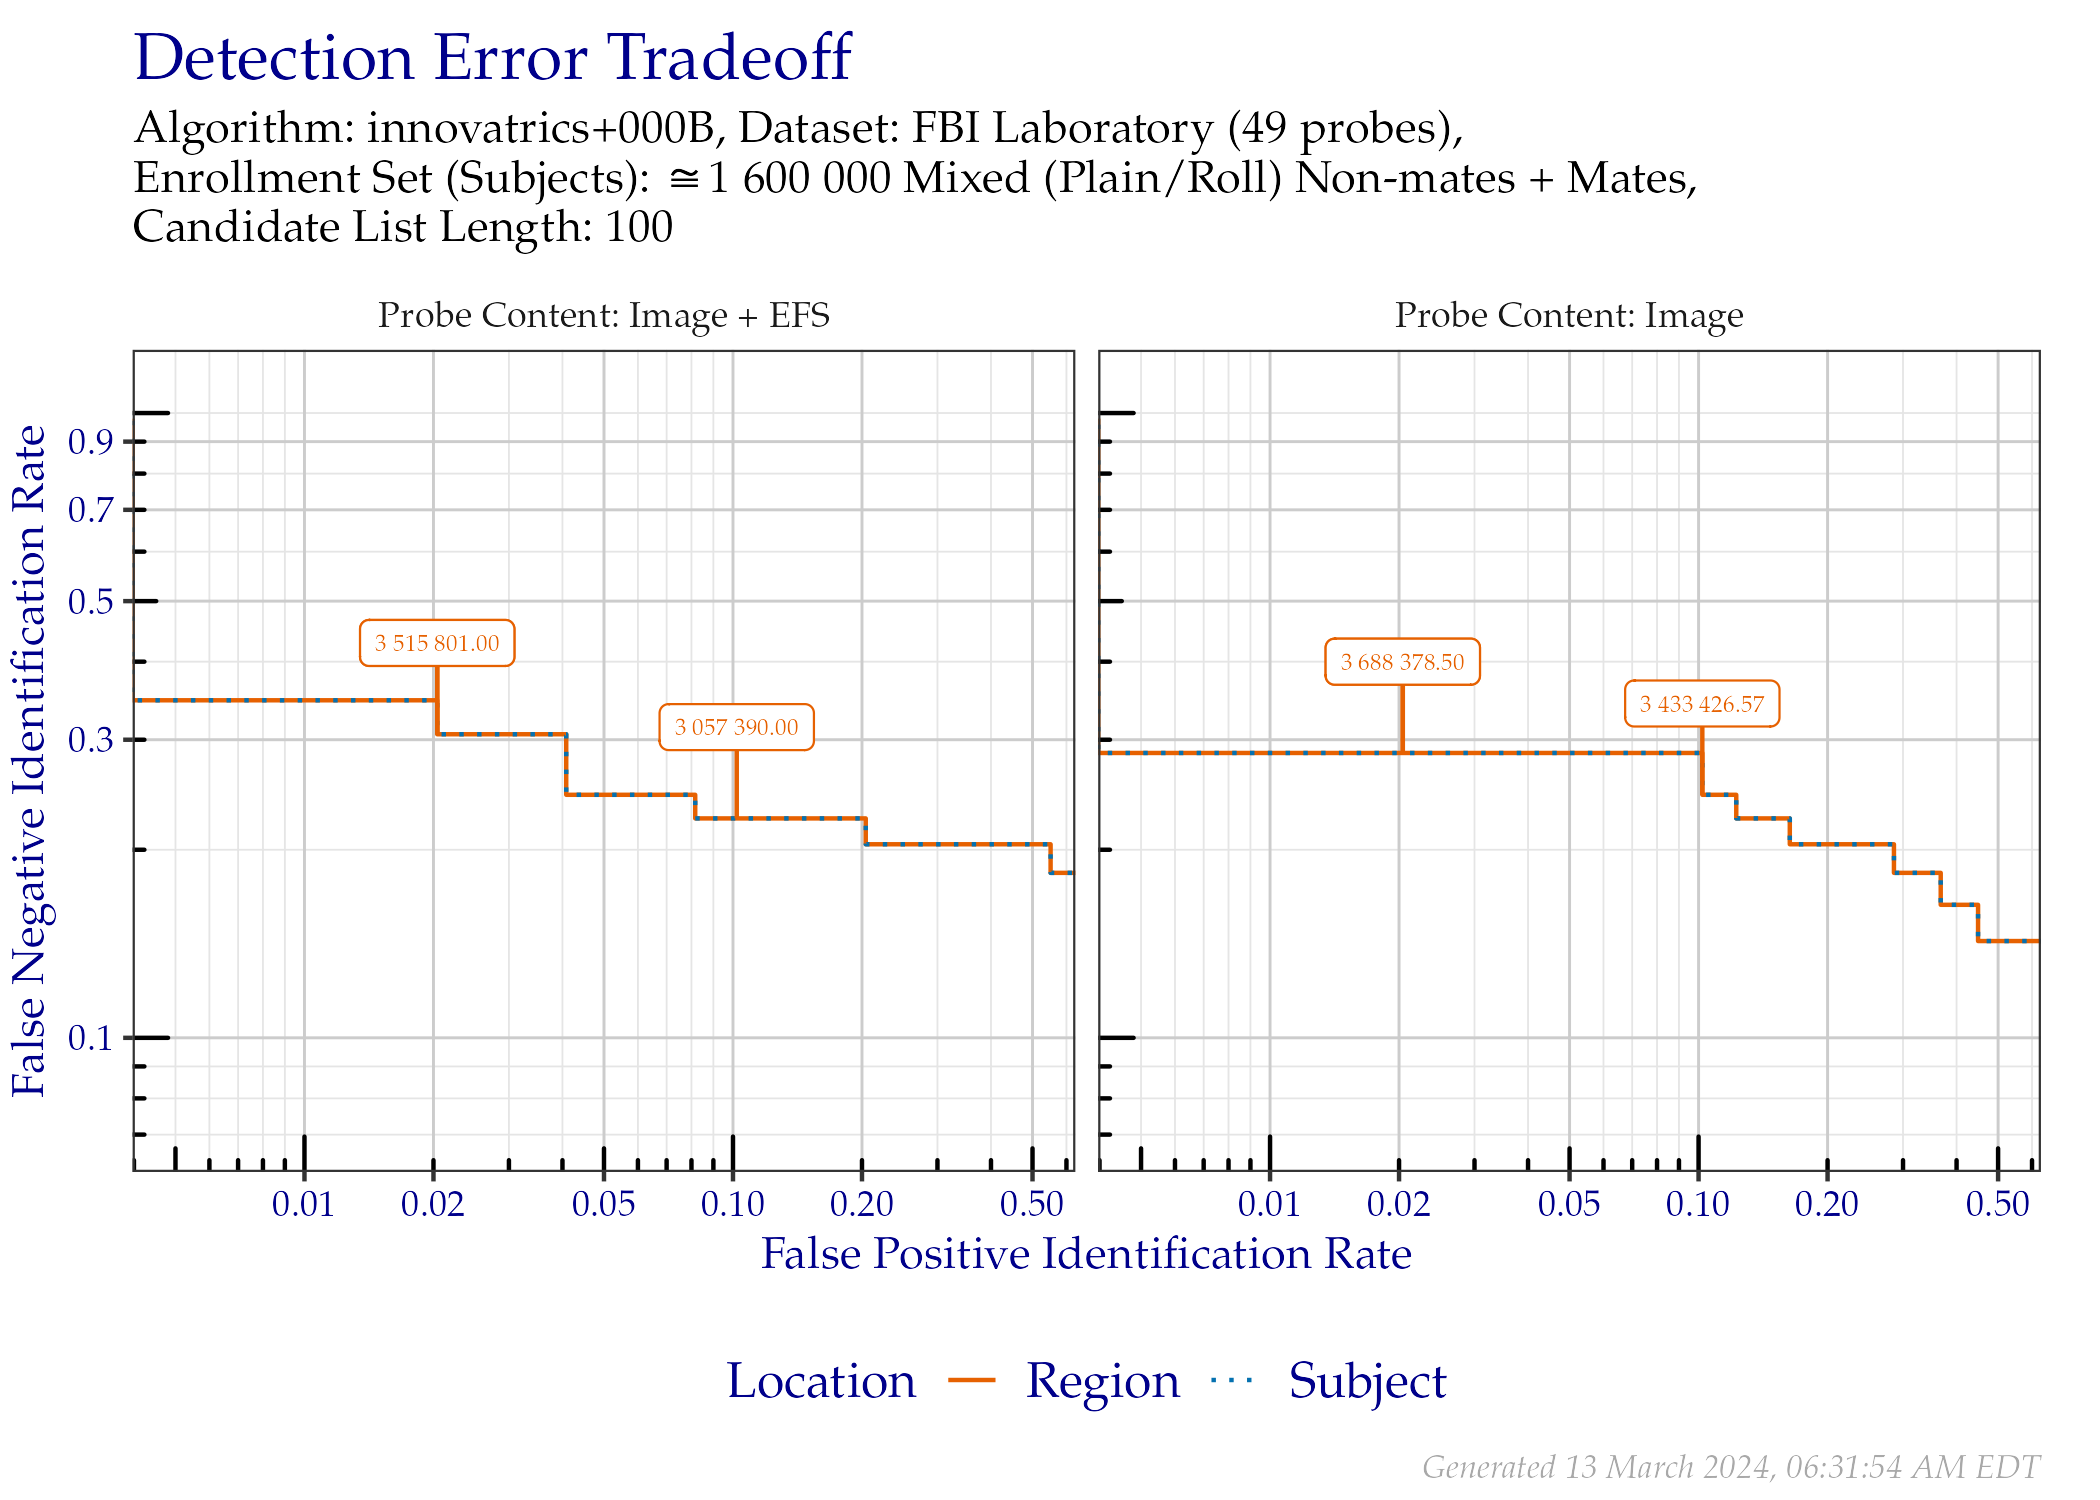 Detection Error Tradeoff
Algorithm: innovatrics+000B, Dataset: FBI Laboratory (49 probes),
Enrollment Set (Subjects): ≅1 600 000 Mixed (Plain/Roll) Non-mates + Mates,
Candidate List Length: 100
Probe Content: Image + EFS
Probe Content: Image
False Negative Identification Rate
0.9
0.7
0.5
0.3
0.1
3 515 801.00
3 057 390.00
3 688 378.50
3 433 426.57
0.01 0.02 0.05 0.10 0.20 0.50
0.01 0.02 0.05 0.10 0.20 0.50
False Positive Identification Rate
Location Region Subject
Generated 13 March 2024, 06:31:54 AM EDT